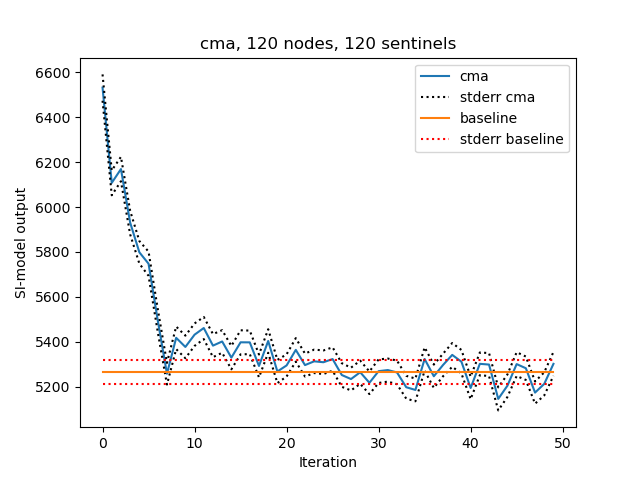 cma, 120 nodes, 120 sentinels
6600
6400
6200
6000
5800
5600
5400
5200
SI-model output
cma
stderr cma
baseline
stderr baseline
0
10
20
30
40
50
Iteration